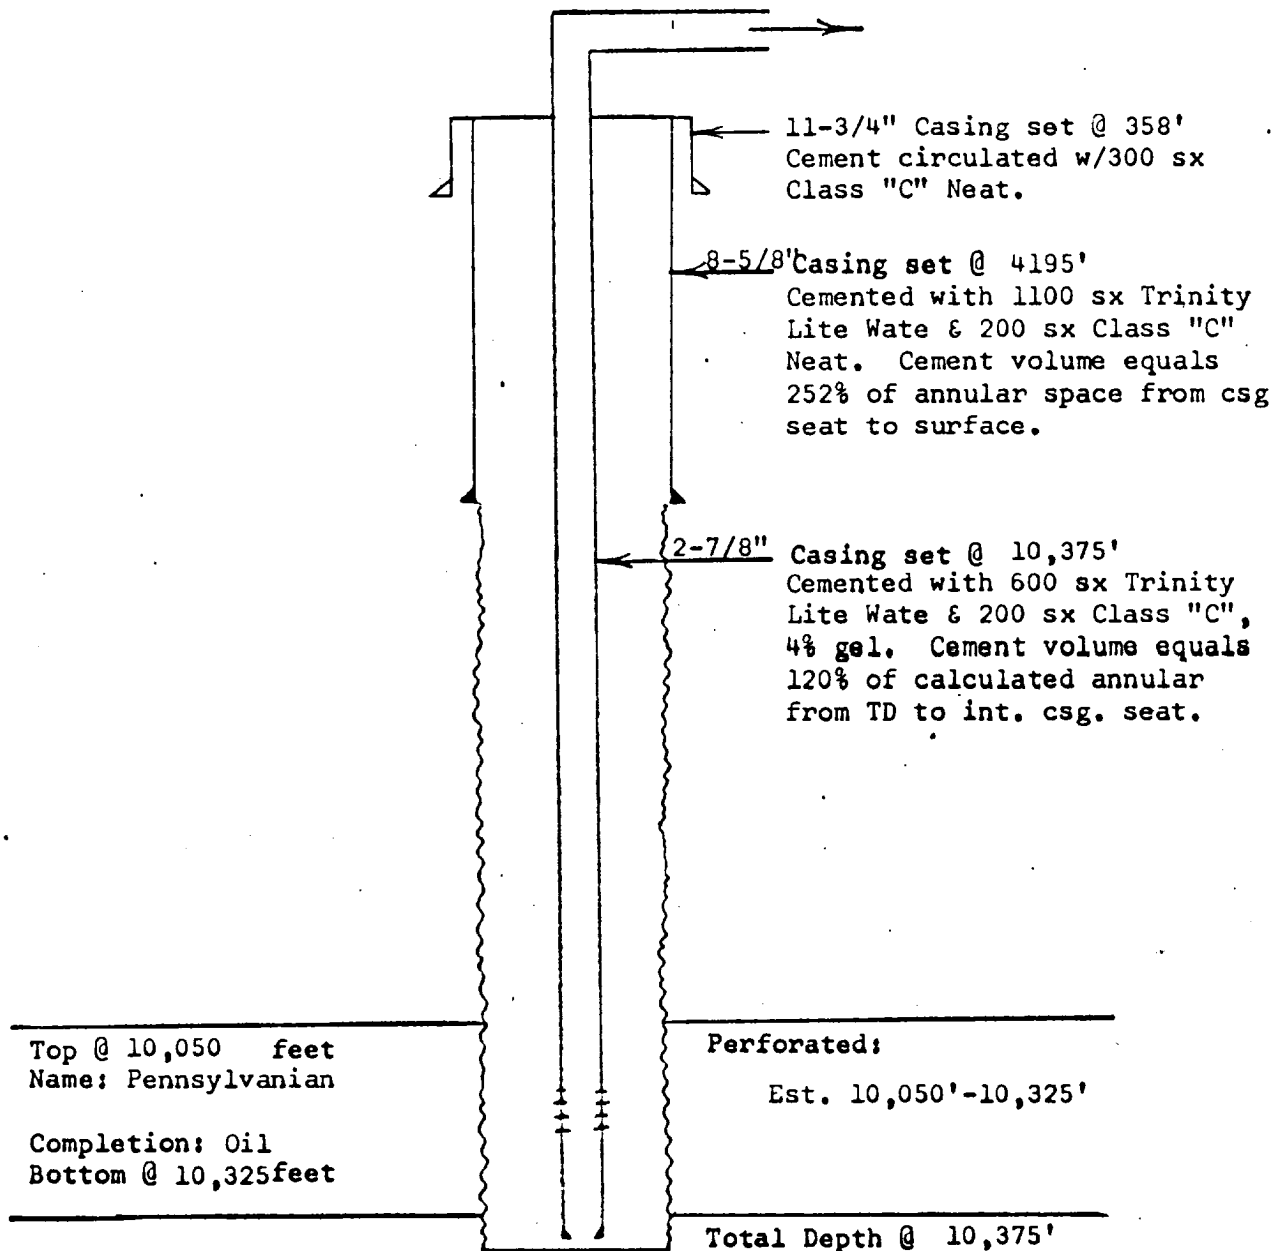 11-3/4" Casing set @ 358'
Cement circulated w/300 sx
Class "C" Neat.
8-5/8" Casing set @ 4195'
Cemented with 1100 sx Trinity
Lite Wate & 200 sx Class "C"
Neat. Cement volume equals
252% of annular space from csg
seat to surface.
2-7/8" Casing set @ 10,375'
Cemented with 600 sx Trinity
Lite Wate & 200 sx Class "C",
4% gel. Cement volume equals
120% of calculated annular
from TD to int. csg. seat.
Top @ 10,050 feet
Name: Pennsylvanian
Completion: Oil
Bottom @ 10,325 feet
Perforated:
Est. 10,050'-10,325'
Total Depth @ 10,375'